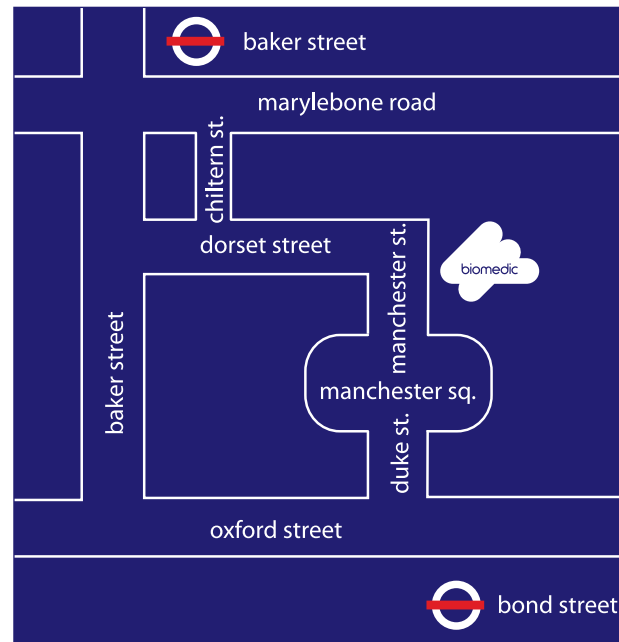 baker street
marylebone road
chiltern st.
dorset street
manchester st.
biomedic
baker street
manchester sq.
duke st.
oxford street
bond street